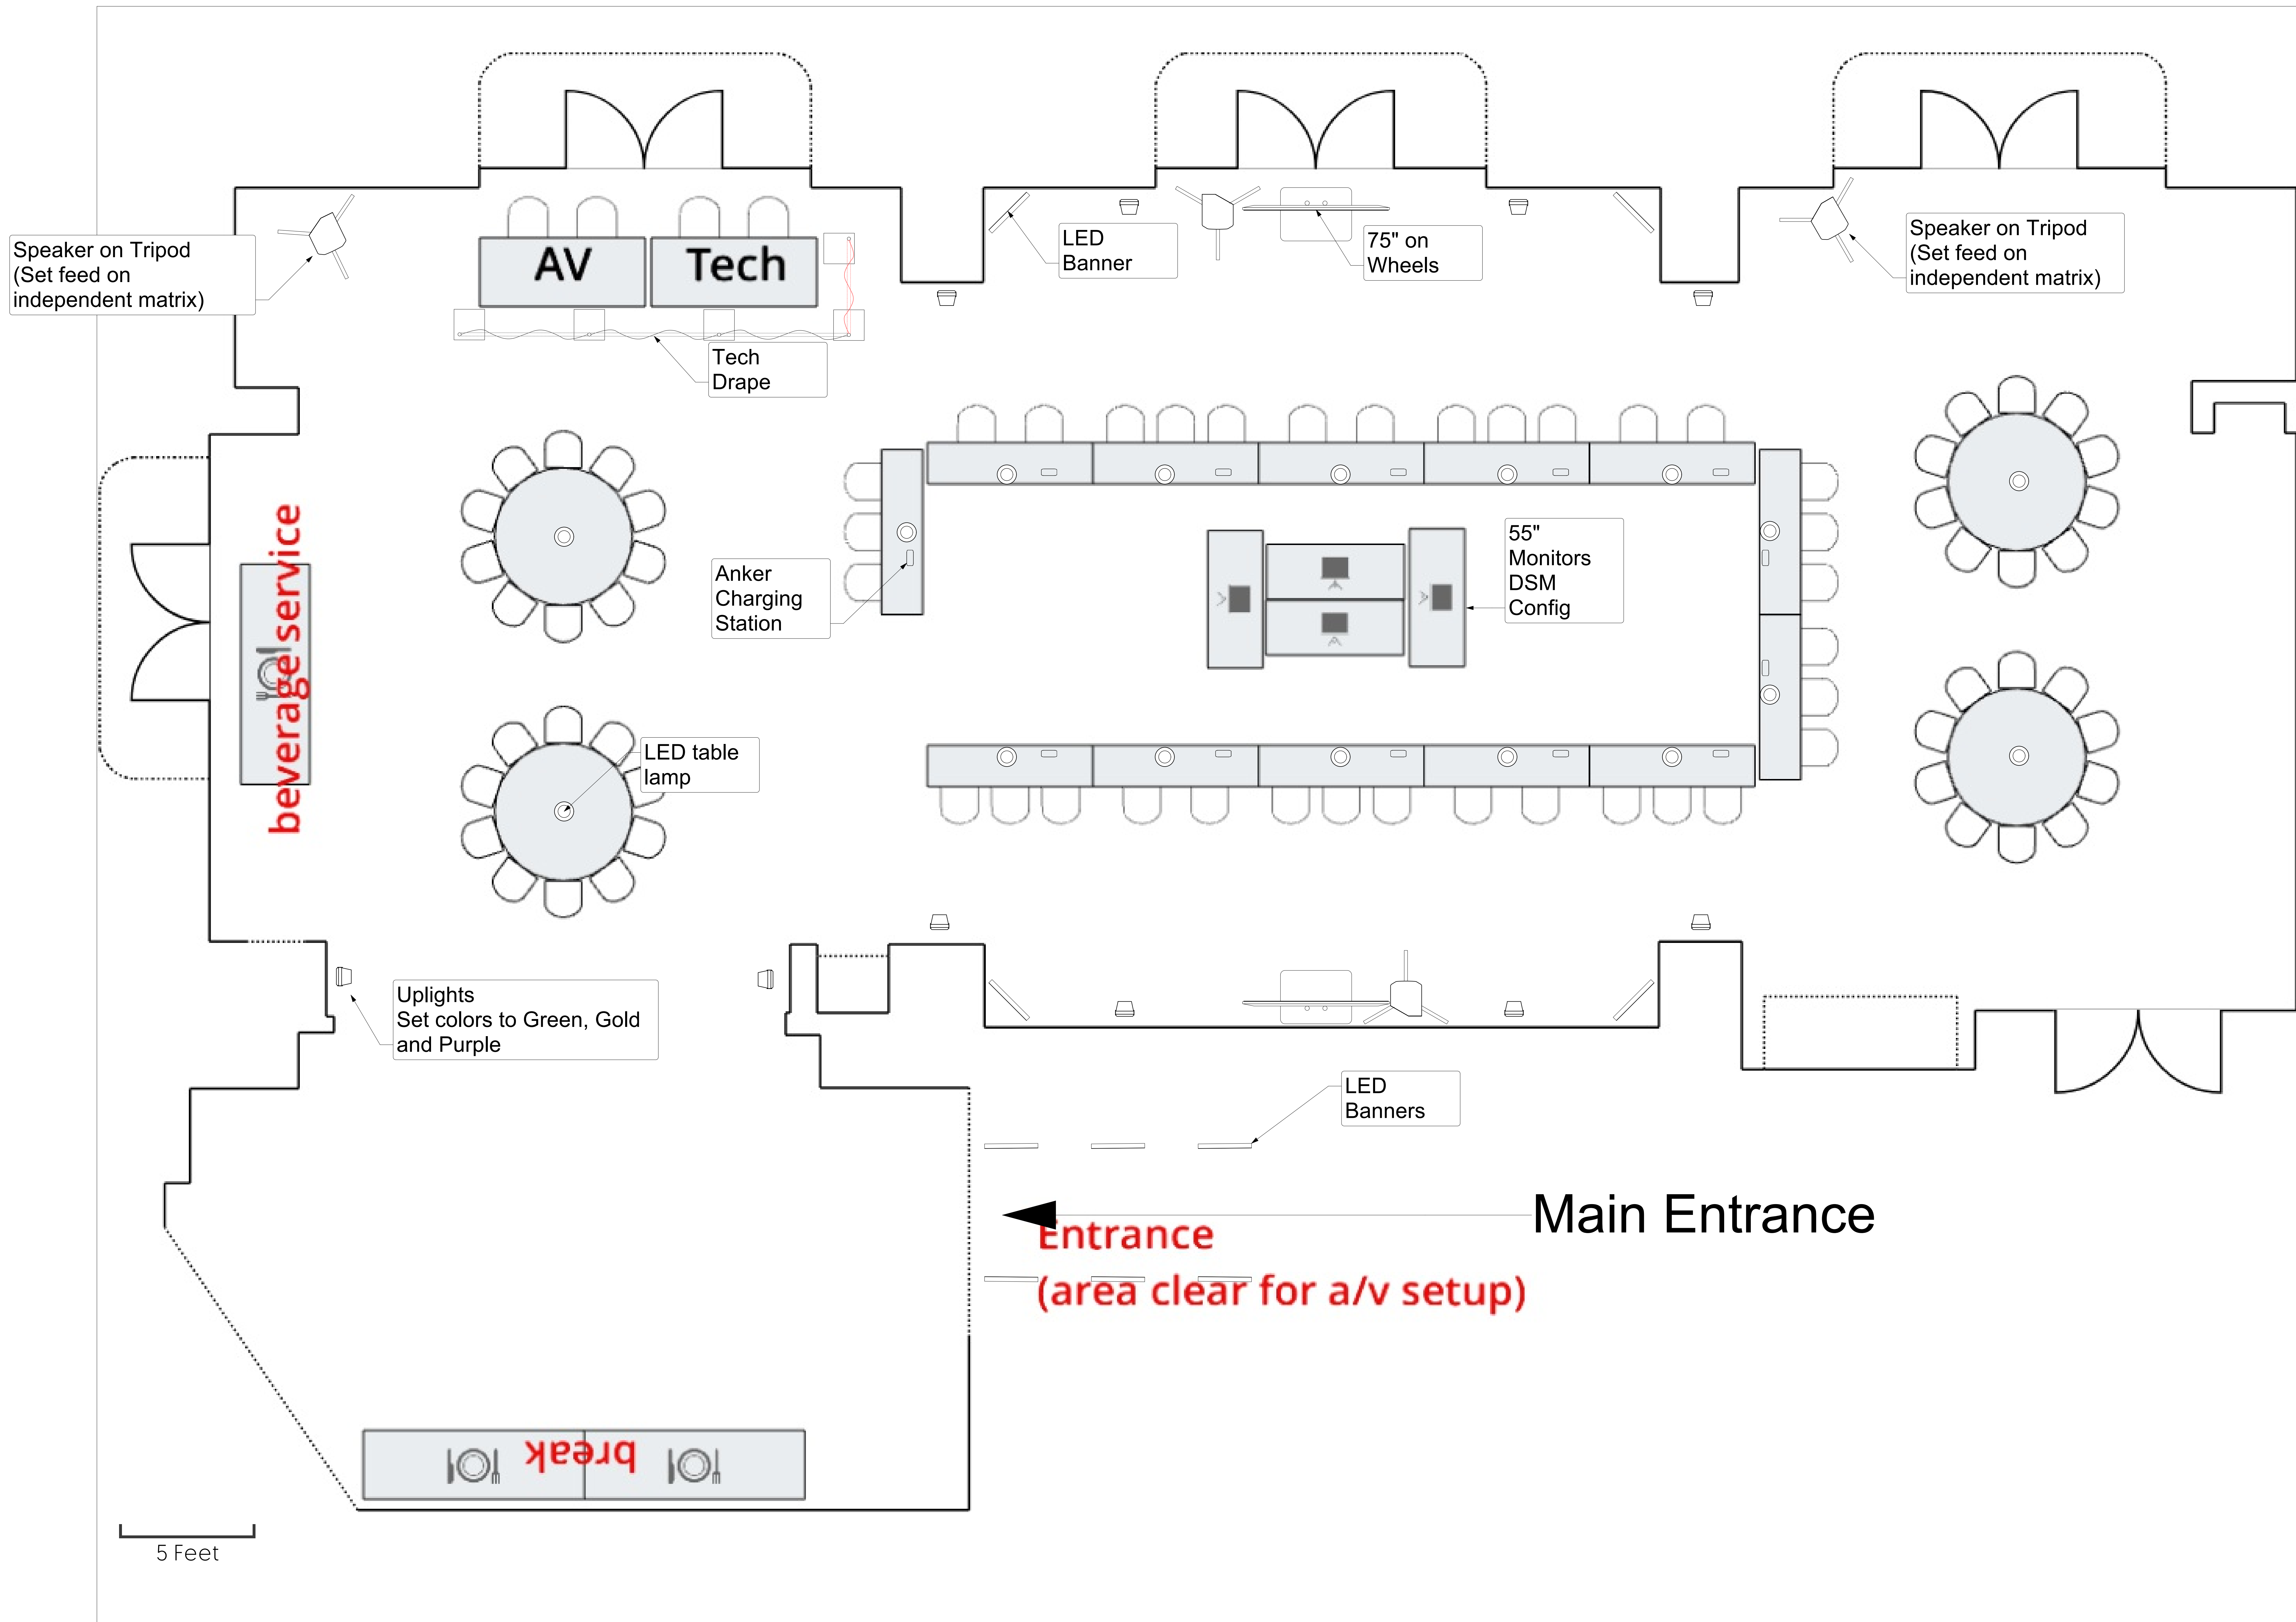 AV
Tech
Speaker on Tripod
(Set feed on
independent matrix)
LED
Banner
75" on
Wheels
Speaker on Tripod
(Set feed on
independent matrix)
Tech
Drape
beverage service
Anker
Charging
Station
55"
Monitors
DSM
Config
LED table
lamp
Uplights
Set colors to Green, Gold
and Purple
LED
Banners
Main Entrance
Entrance
(area clear for a/v setup)
break
5 Feet